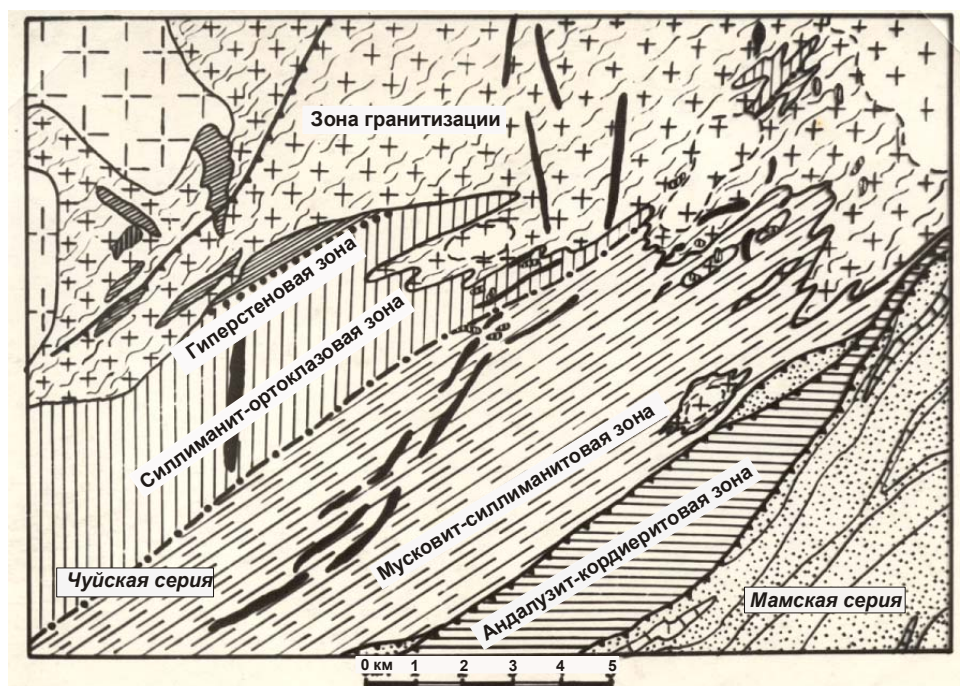 Зона гранитизации
Гиперстеновая зона
Силлиманит-ортоклазовая зона
Мусковит-силлиманитовая зона
Андалузит-кордиеритовая зона
Чуйская серия
Мамская серия
0 км 1 2 3 4 5